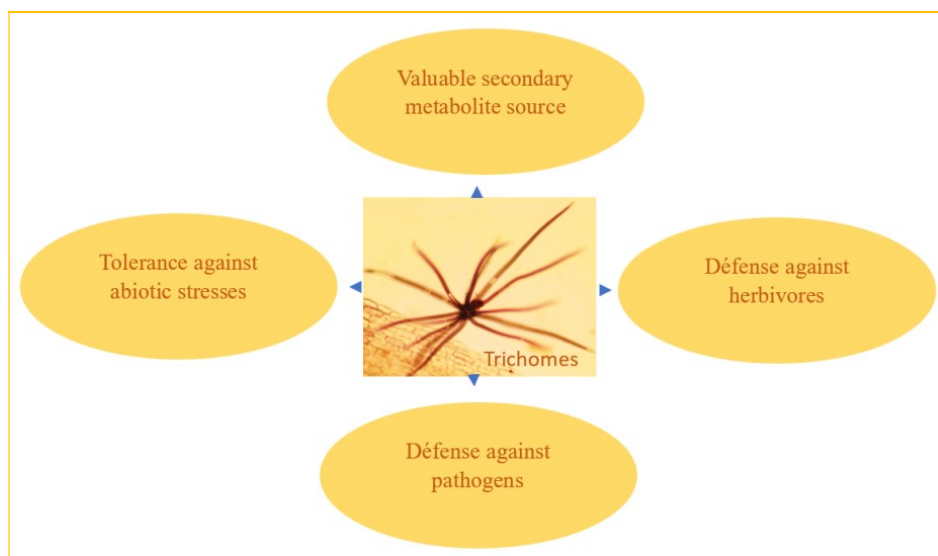 Valuable secondary
metabolite source
Tolerance against
abiotic stresses
Défense against
herbivores
Trichomes
Défense against
pathogens